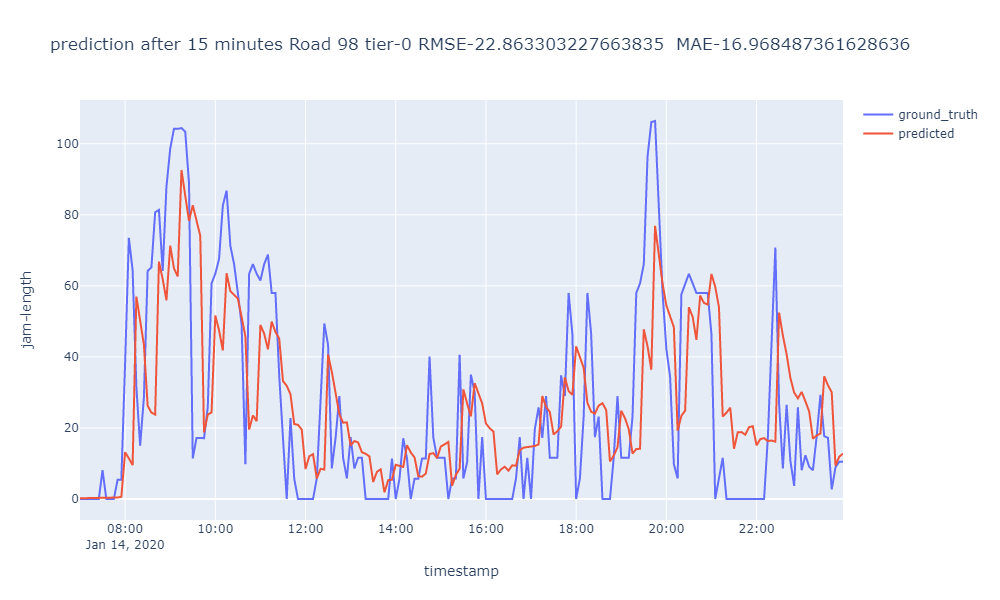 prediction after 15 minutes Road 98 tier-0 RMSE-22.863303227663835  MAE-16.968487361628636
ground_truth
predicted
jam-length
100
80
60
40
20
0
08:00 10:00 12:00 14:00 16:00 18:00 20:00 22:00
Jan 14, 2020
timestamp